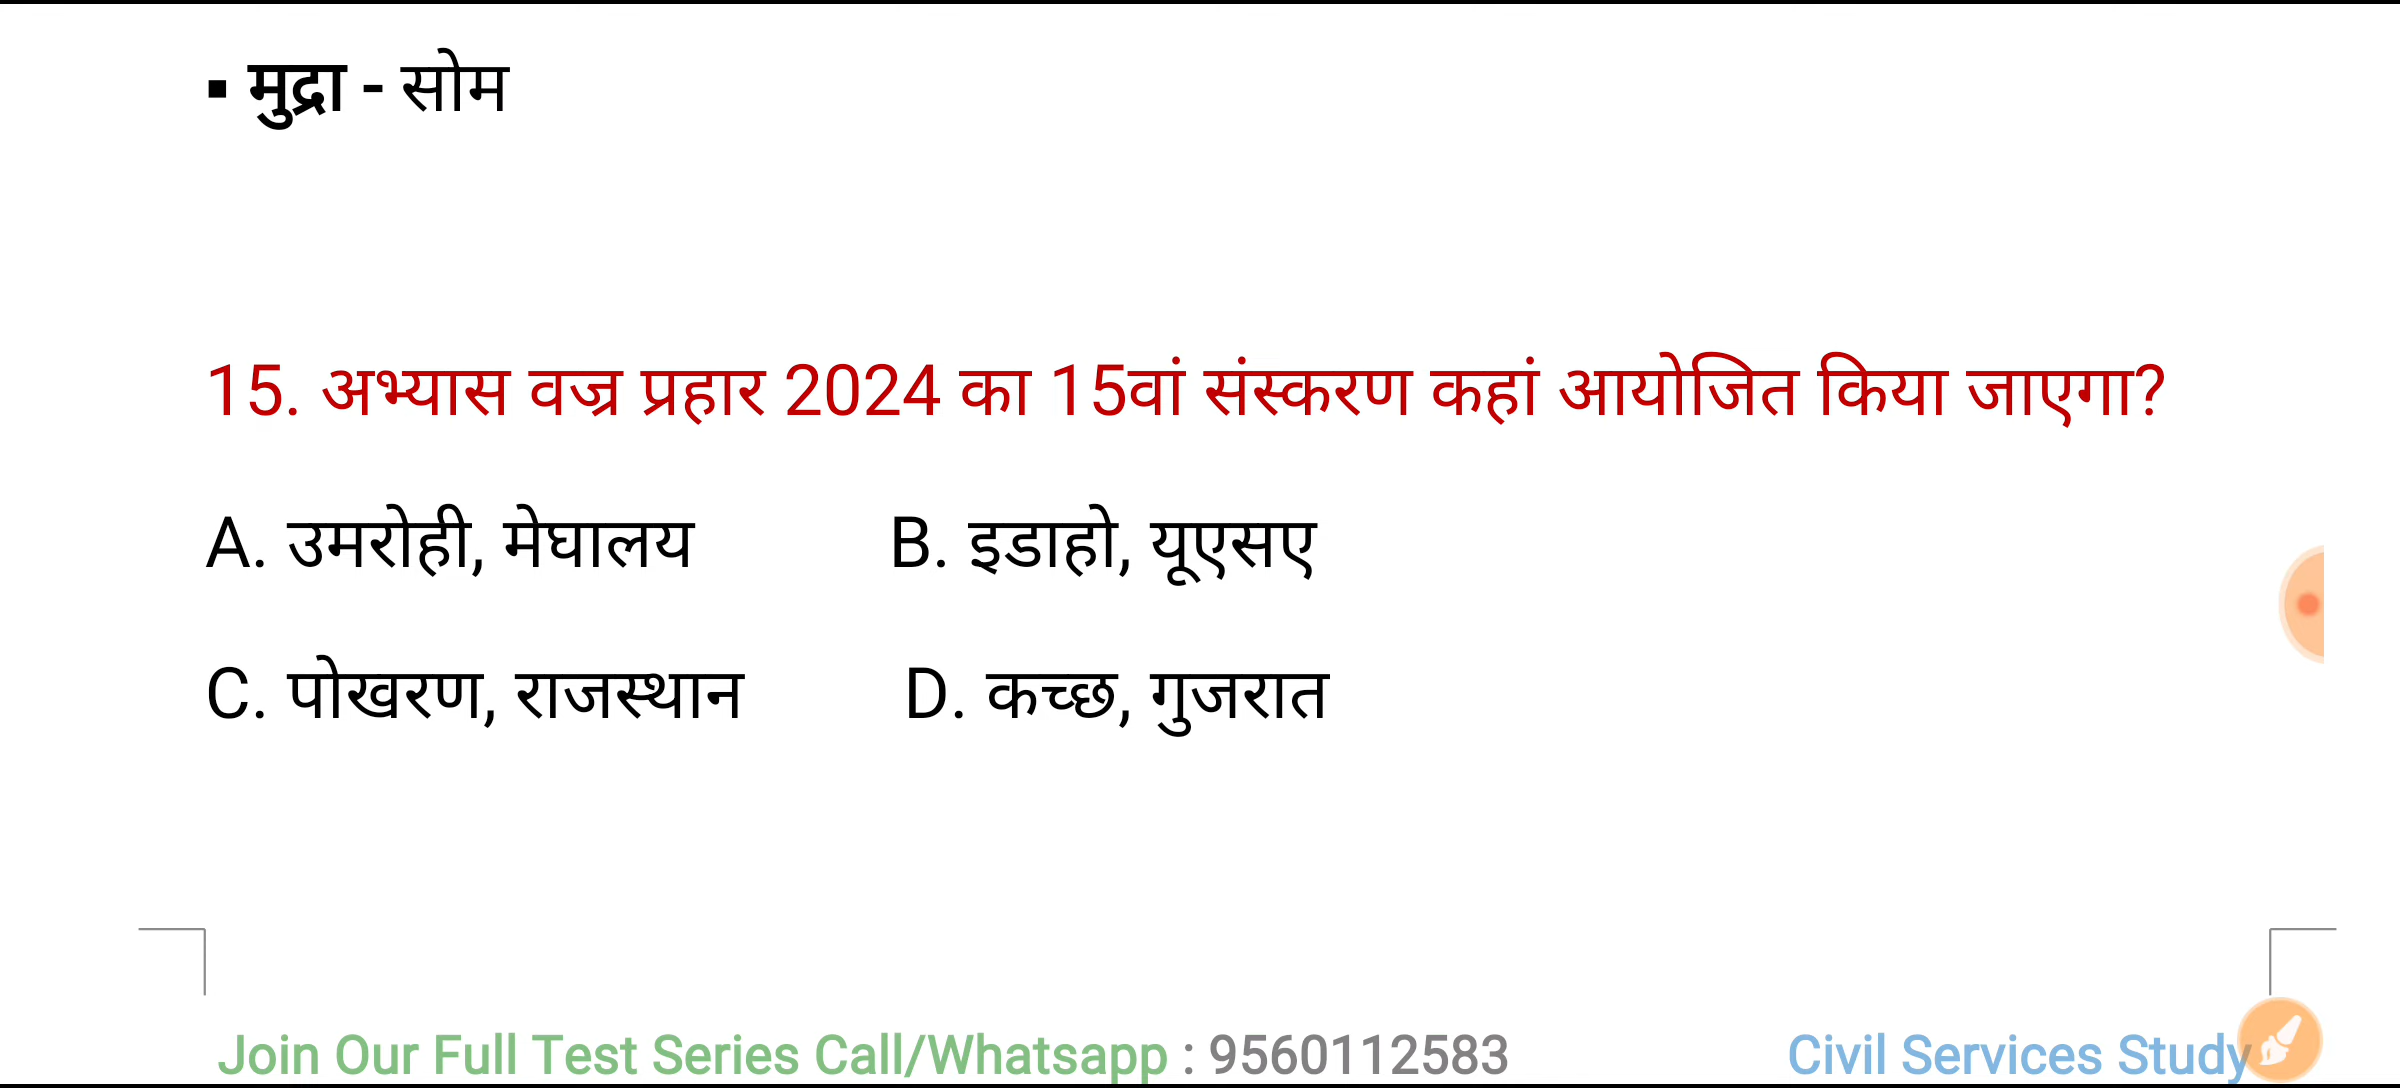 ▪ मुद्रा - सोम
15. अभ्यास वज्र प्रहार 2024 का 15वां संस्करण कहां आयोजित किया जाएगा?
A. उमरोही, मेघालय B. इडाहो, यूएसए
C. पोखरण, राजस्थान D. कच्छ, गुजरात
Join Our Full Test Series Call/Whatsapp : 9560112583 Civil Services Study